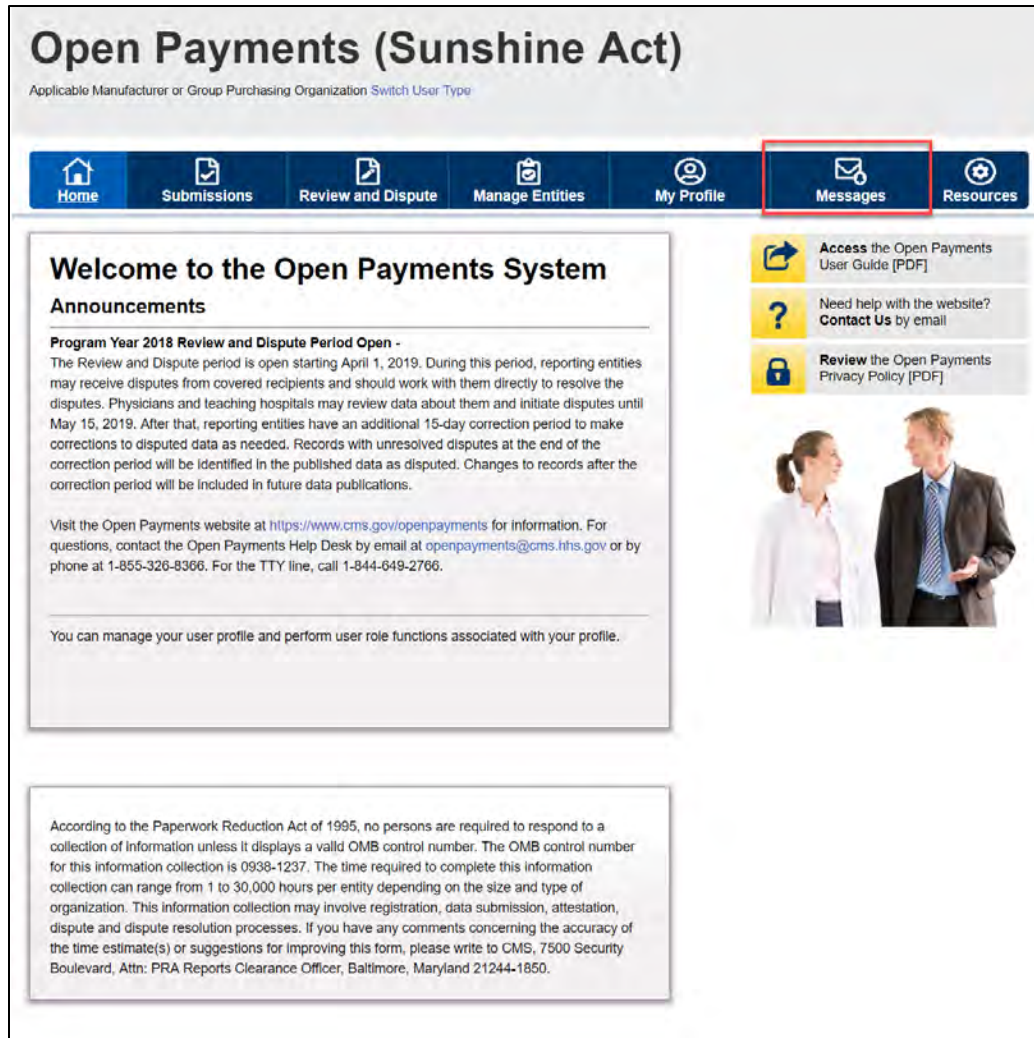 Open Payments (Sunshine Act)
Applicable Manufacturer or Group Purchasing Organization Switch User Type
Home
Submissions
Review and Dispute
Manage Entities
My Profile
Messages
Resources
Welcome to the Open Payments System
Announcements
Program Year 2018 Review and Dispute Period Open -
The Review and Dispute period is open starting April 1, 2019. During this period, reporting entities
may receive disputes from covered recipients and should work with them directly to resolve the
disputes. Physicians and teaching hospitals may review data about them and initiate disputes until
May 15, 2019. After that, reporting entities have an additional 15-day correction period to make
corrections to disputed data as needed. Records with unresolved disputes at the end of the
correction period will be identified in the published data as disputed. Changes to records after the
correction period will be included in future data publications.
Visit the Open Payments website at https://www.cms.gov/openpayments for information. For
questions, contact the Open Payments Help Desk by email at openpayments@cms.hhs.gov or by
phone at 1-855-326-8366. For the TTY line, call 1-844-649-2766.
You can manage your user profile and perform user role functions associated with your profile.
Access the Open Payments
User Guide [PDF]
?
Need help with the website?
Contact Us by email
Review the Open Payments
Privacy Policy [PDF]
According to the Paperwork Reduction Act of 1995, no persons are required to respond to a
collection of information unless it displays a valid OMB control number. The OMB control number
for this information collection is 0938-1237. The time required to complete this information
collection can range from 1 to 30,000 hours per entity depending on the size and type of
organization. This information collection may involve registration, data submission, attestation,
dispute and dispute resolution processes. If you have any comments concerning the accuracy of
the time estimate(s) or suggestions for improving this form, please write to CMS, 7500 Security
Boulevard, Attn: PRA Reports Clearance Officer, Baltimore, Maryland 21244-1850.